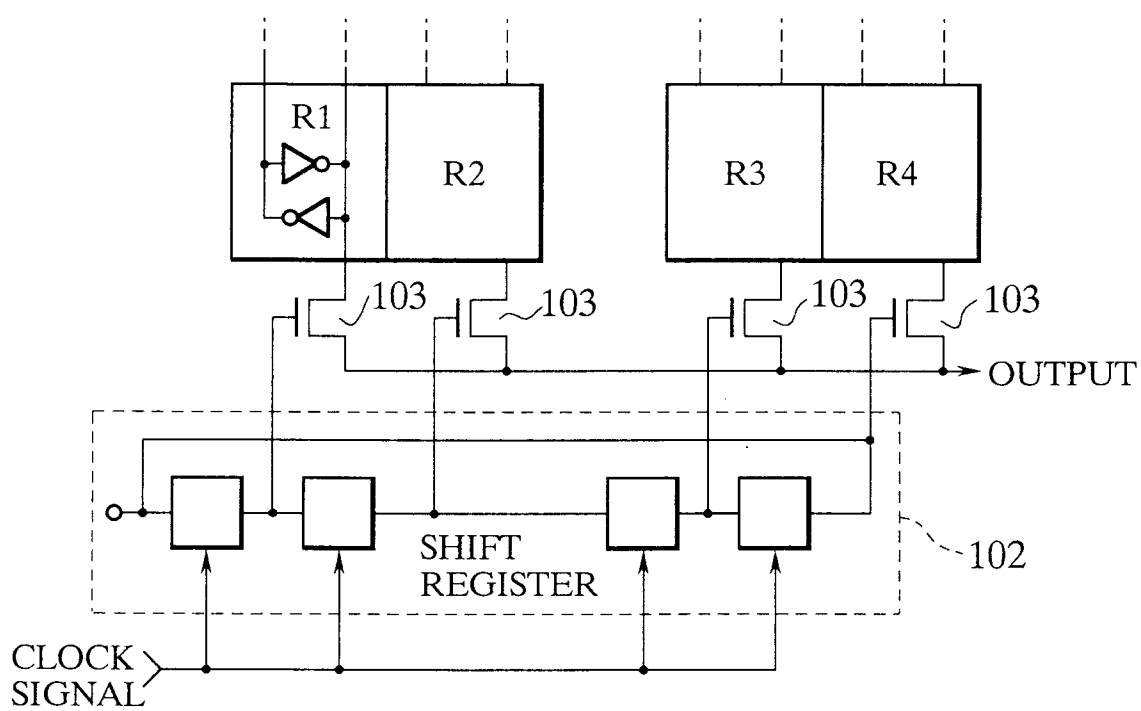 R1
R2
R3
R4
103
103
103
103
OUTPUT
SHIFT
REGISTER
102
CLOCK
SIGNAL